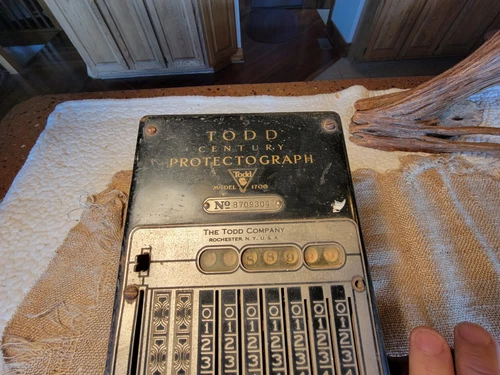 TODD
CENTURY
PROTECTOGRAPH
Todd
MODEL 1700
No 8709309
THE TODD COMPANY
ROCHESTER, N.Y. U.S.A.
0 0 0 0 0 0 0
1 1 1 1 1 1 1
2 2 2 2 2 2 2
3 3 3 3 3 3 3